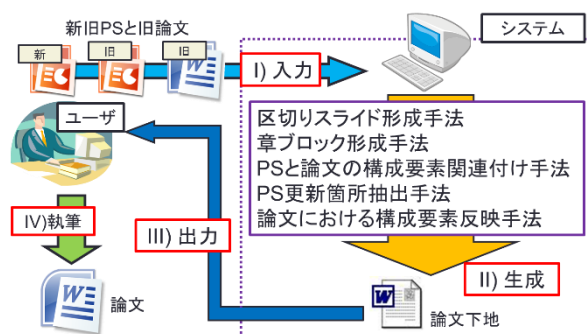 新旧PSと旧論文
システム
新
旧
旧
I) 入力
ユーザ
区切りスライド形成手法
章ブロック形成手法
PSと論文の構成要素関連付け手法
PS更新箇所抽出手法
論文における構成要素反映手法
IV)執筆
III) 出力
II) 生成
論文
論文下地